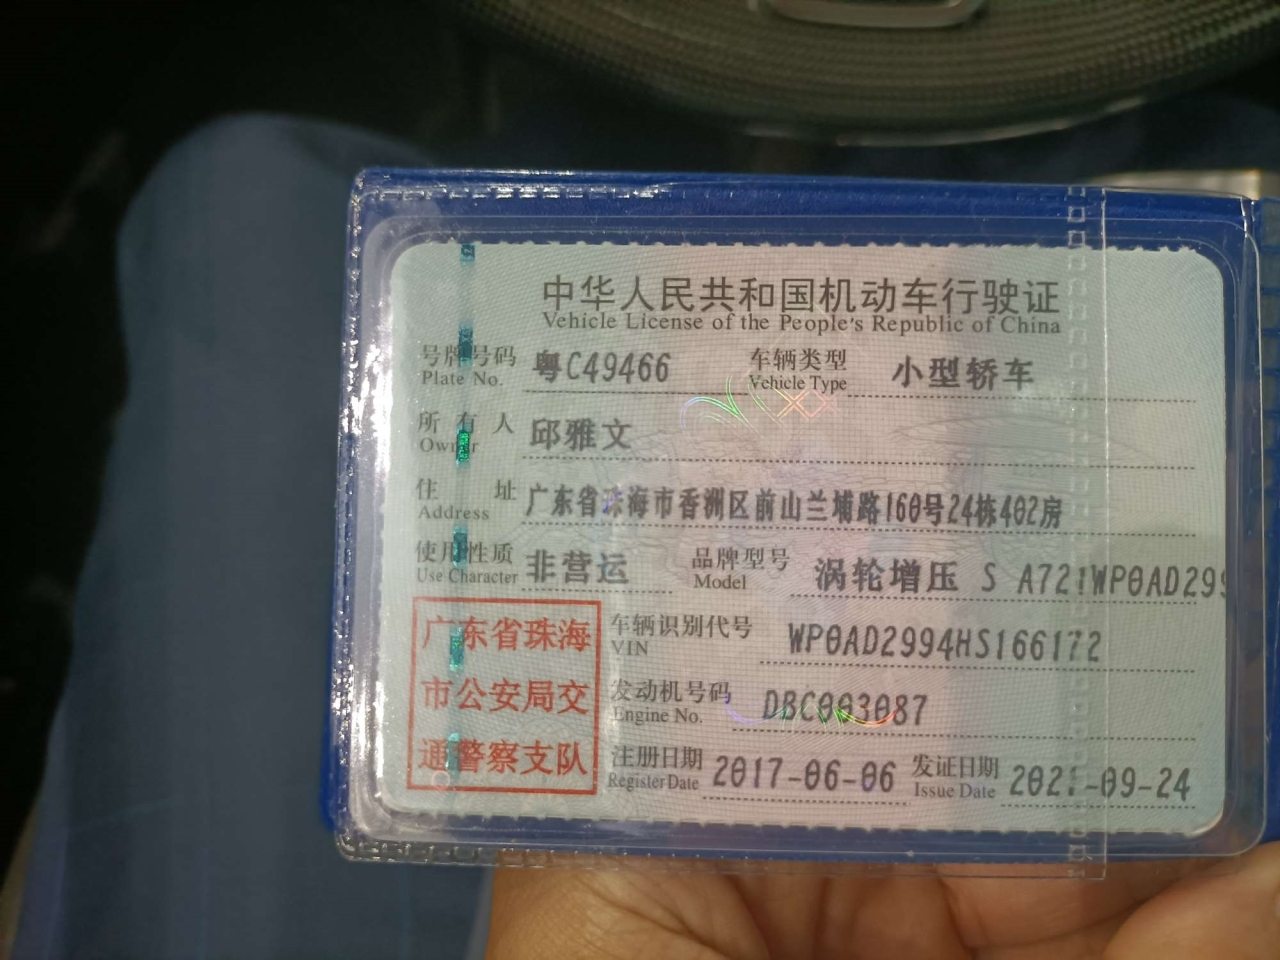 中华人民共和国机动车行驶证
Vehicle License of the People's Republic of China
号牌号码 粤C49466 车辆类型 小型轿车
Plate No. Vehicle Type
所有人 邱雅文
Owner
住址 广东省珠海市香洲区前山兰埔路160号24栋402房
Address
使用性质 非营运 品牌型号 涡轮增压 S A721WP0AD299
Use Character Model
广东省珠海
市公安局交
通警察支队
车辆识别代号 WP0AD2994HS166172
VIN
发动机号码 DBC003087
Engine No.
注册日期 2017-06-06 发证日期 2021-09-24
Register Date Issue Date